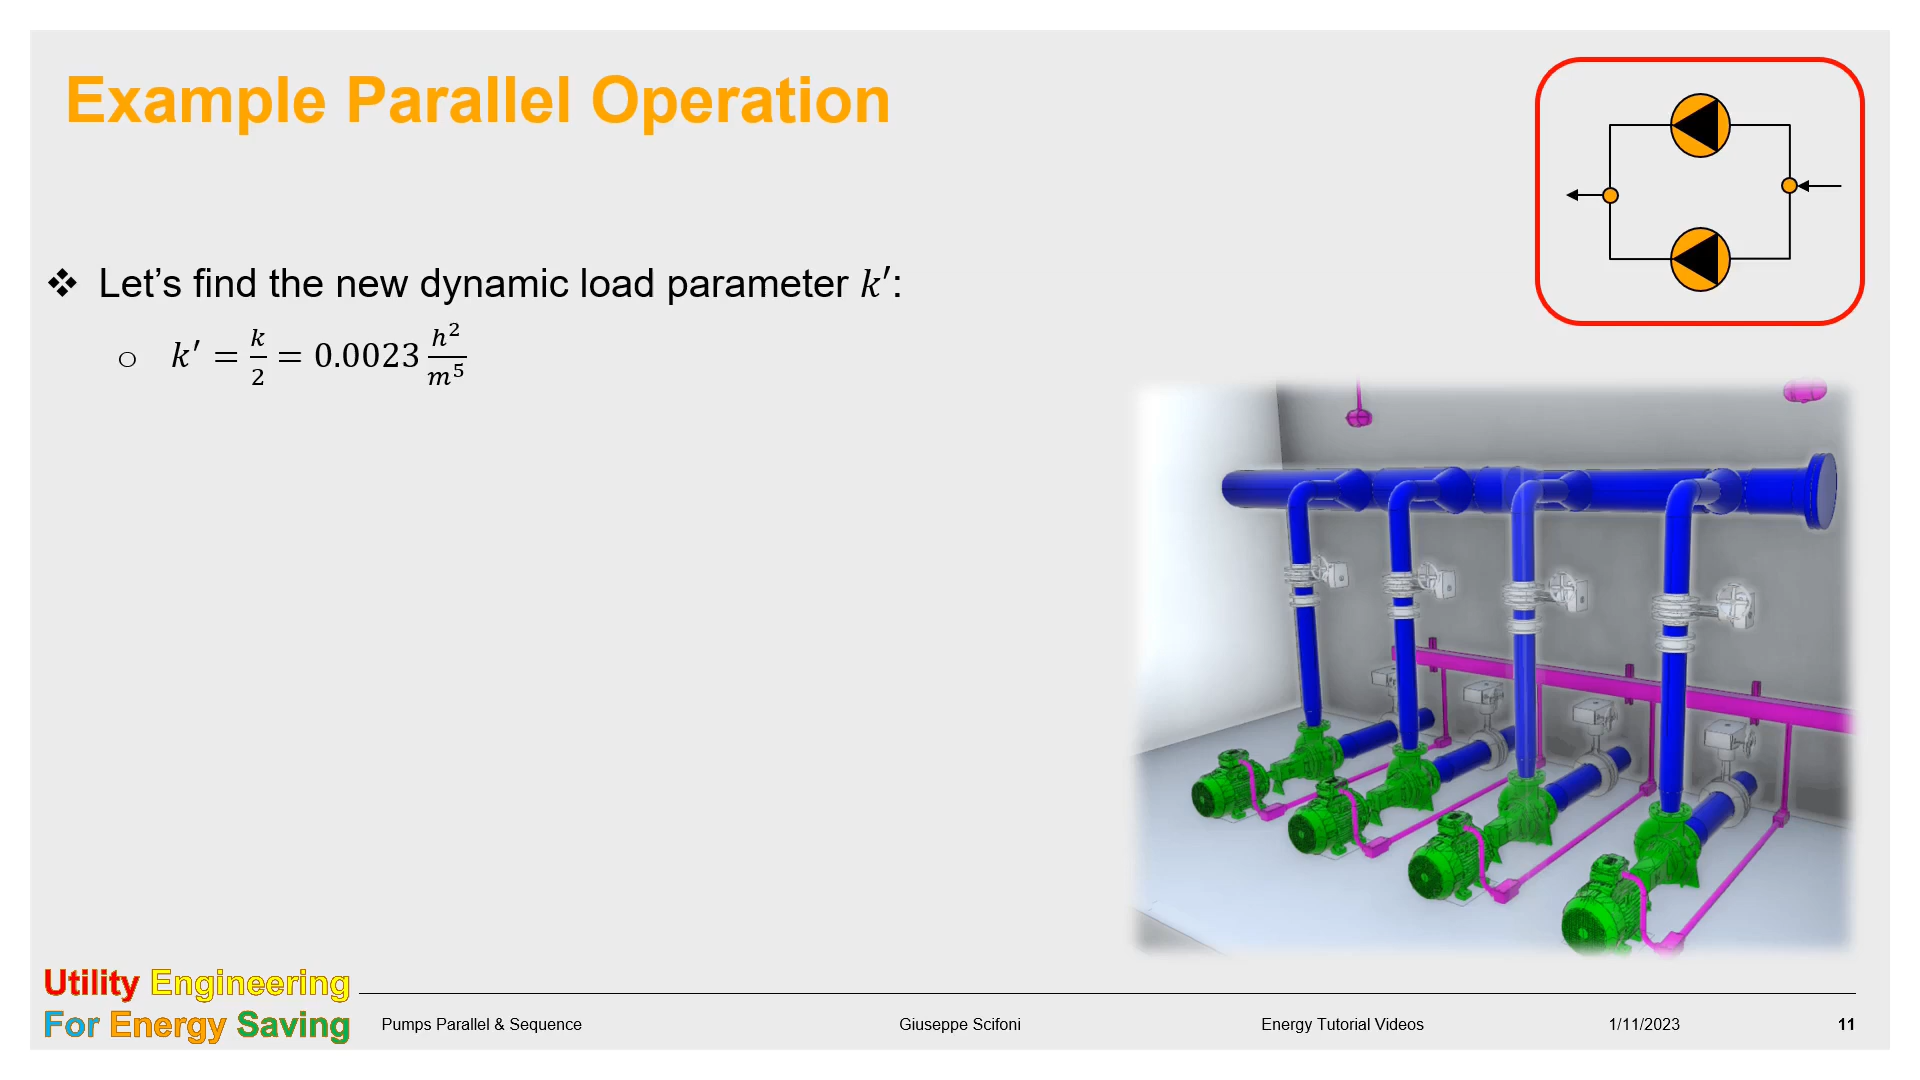 Example Parallel Operation
❖ Let’s find the new dynamic load parameter k′:
o k′ = k/2 = 0.0023 h²/m⁵
Utility Engineering
For Energy Saving
Pumps Parallel & Sequence Giuseppe Scifoni Energy Tutorial Videos 1/11/2023 11